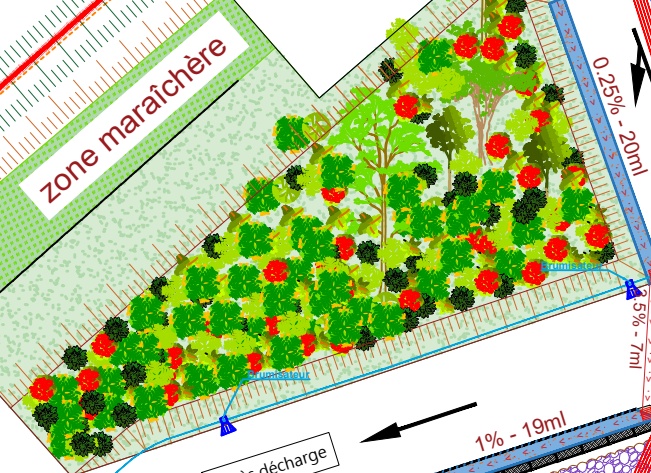 zone maraîchère
0.25% - 20ml
Brumisateur
5% - 7ml
Brumisateur
1% - 19ml
décharge